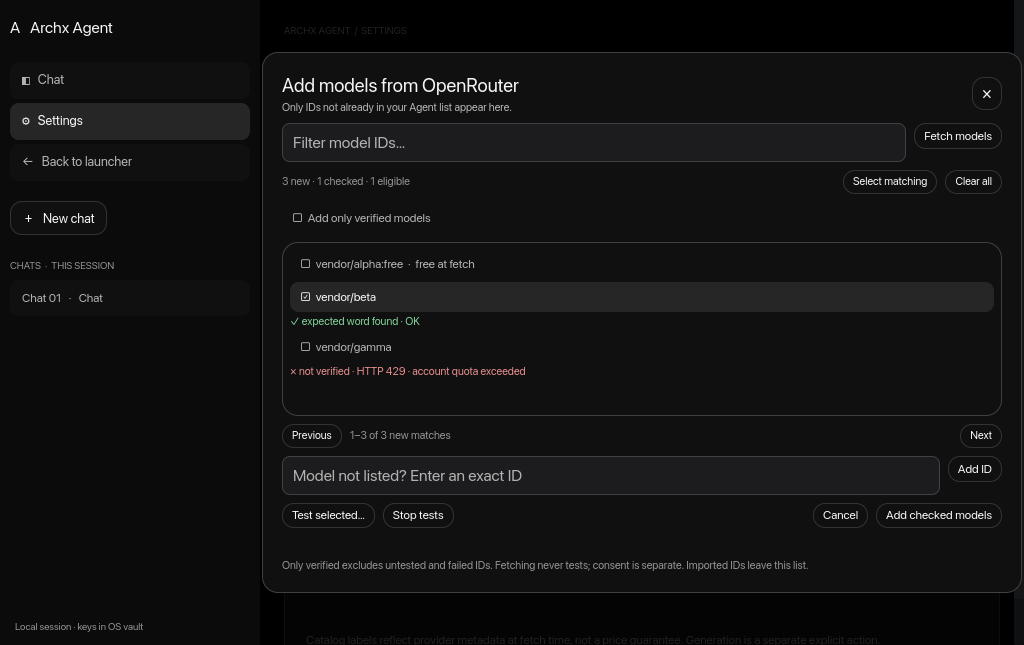 A Archx Agent
Chat
Settings
Back to launcher
+ New chat
CHATS · THIS SESSION
Chat 01 · Chat
Local session · keys in OS vault
ARCHX AGENT / SETTINGS
Add models from OpenRouter
Only IDs not already in your Agent list appear here.
Filter model IDs...
Fetch models
3 new · 1 checked · 1 eligible
Select matching
Clear all
Add only verified models
vendor/alpha:free · free at fetch
vendor/beta
✓ expected word found · OK
vendor/gamma
× not verified · HTTP 429 · account quota exceeded
Previous
1–3 of 3 new matches
Next
Model not listed? Enter an exact ID
Add ID
Test selected...
Stop tests
Cancel
Add checked models
Only verified excludes untested and failed IDs. Fetching never tests; consent is separate. Imported IDs leave this list.
Catalog labels reflect provider metadata at fetch time, not a price guarantee. Generation is a separate explicit action.